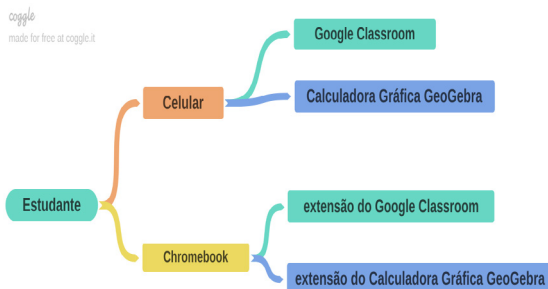 coggle
made for free at coggle.it
Google Classroom
Calculadora Gráfica GeoGebra
Celular
Estudante
extensão do Google Classroom
Chromebook
extensão do Calculadora Gráfica GeoGebra